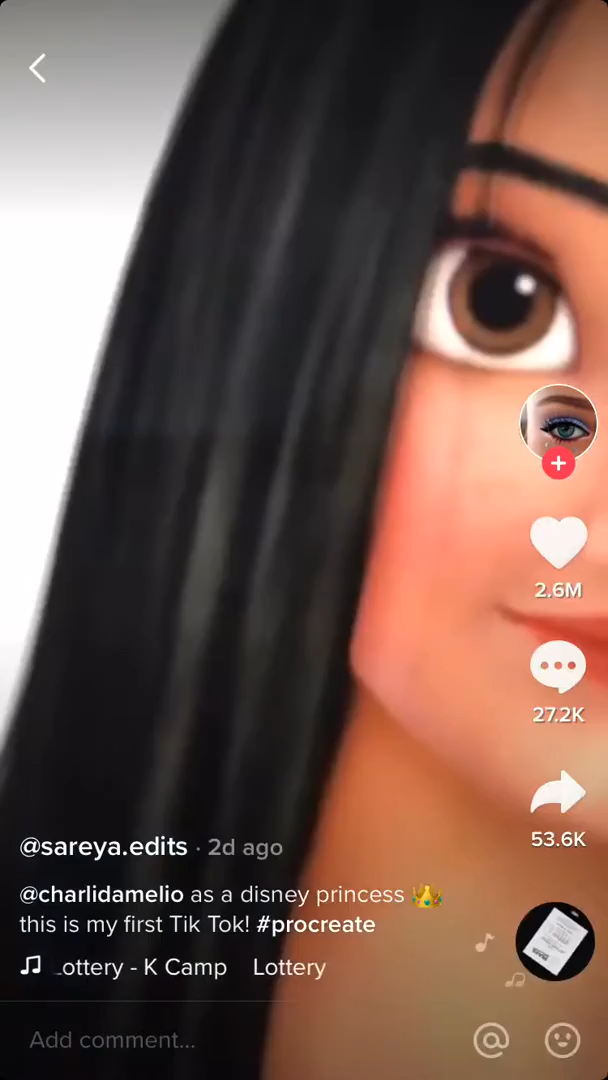 2.6M
27.2K
53.6K
@sareya.edits · 2d ago
@charlidamelio as a disney princess 👑
this is my first Tik Tok! #procreate
ottery - K Camp Lottery
Add comment...